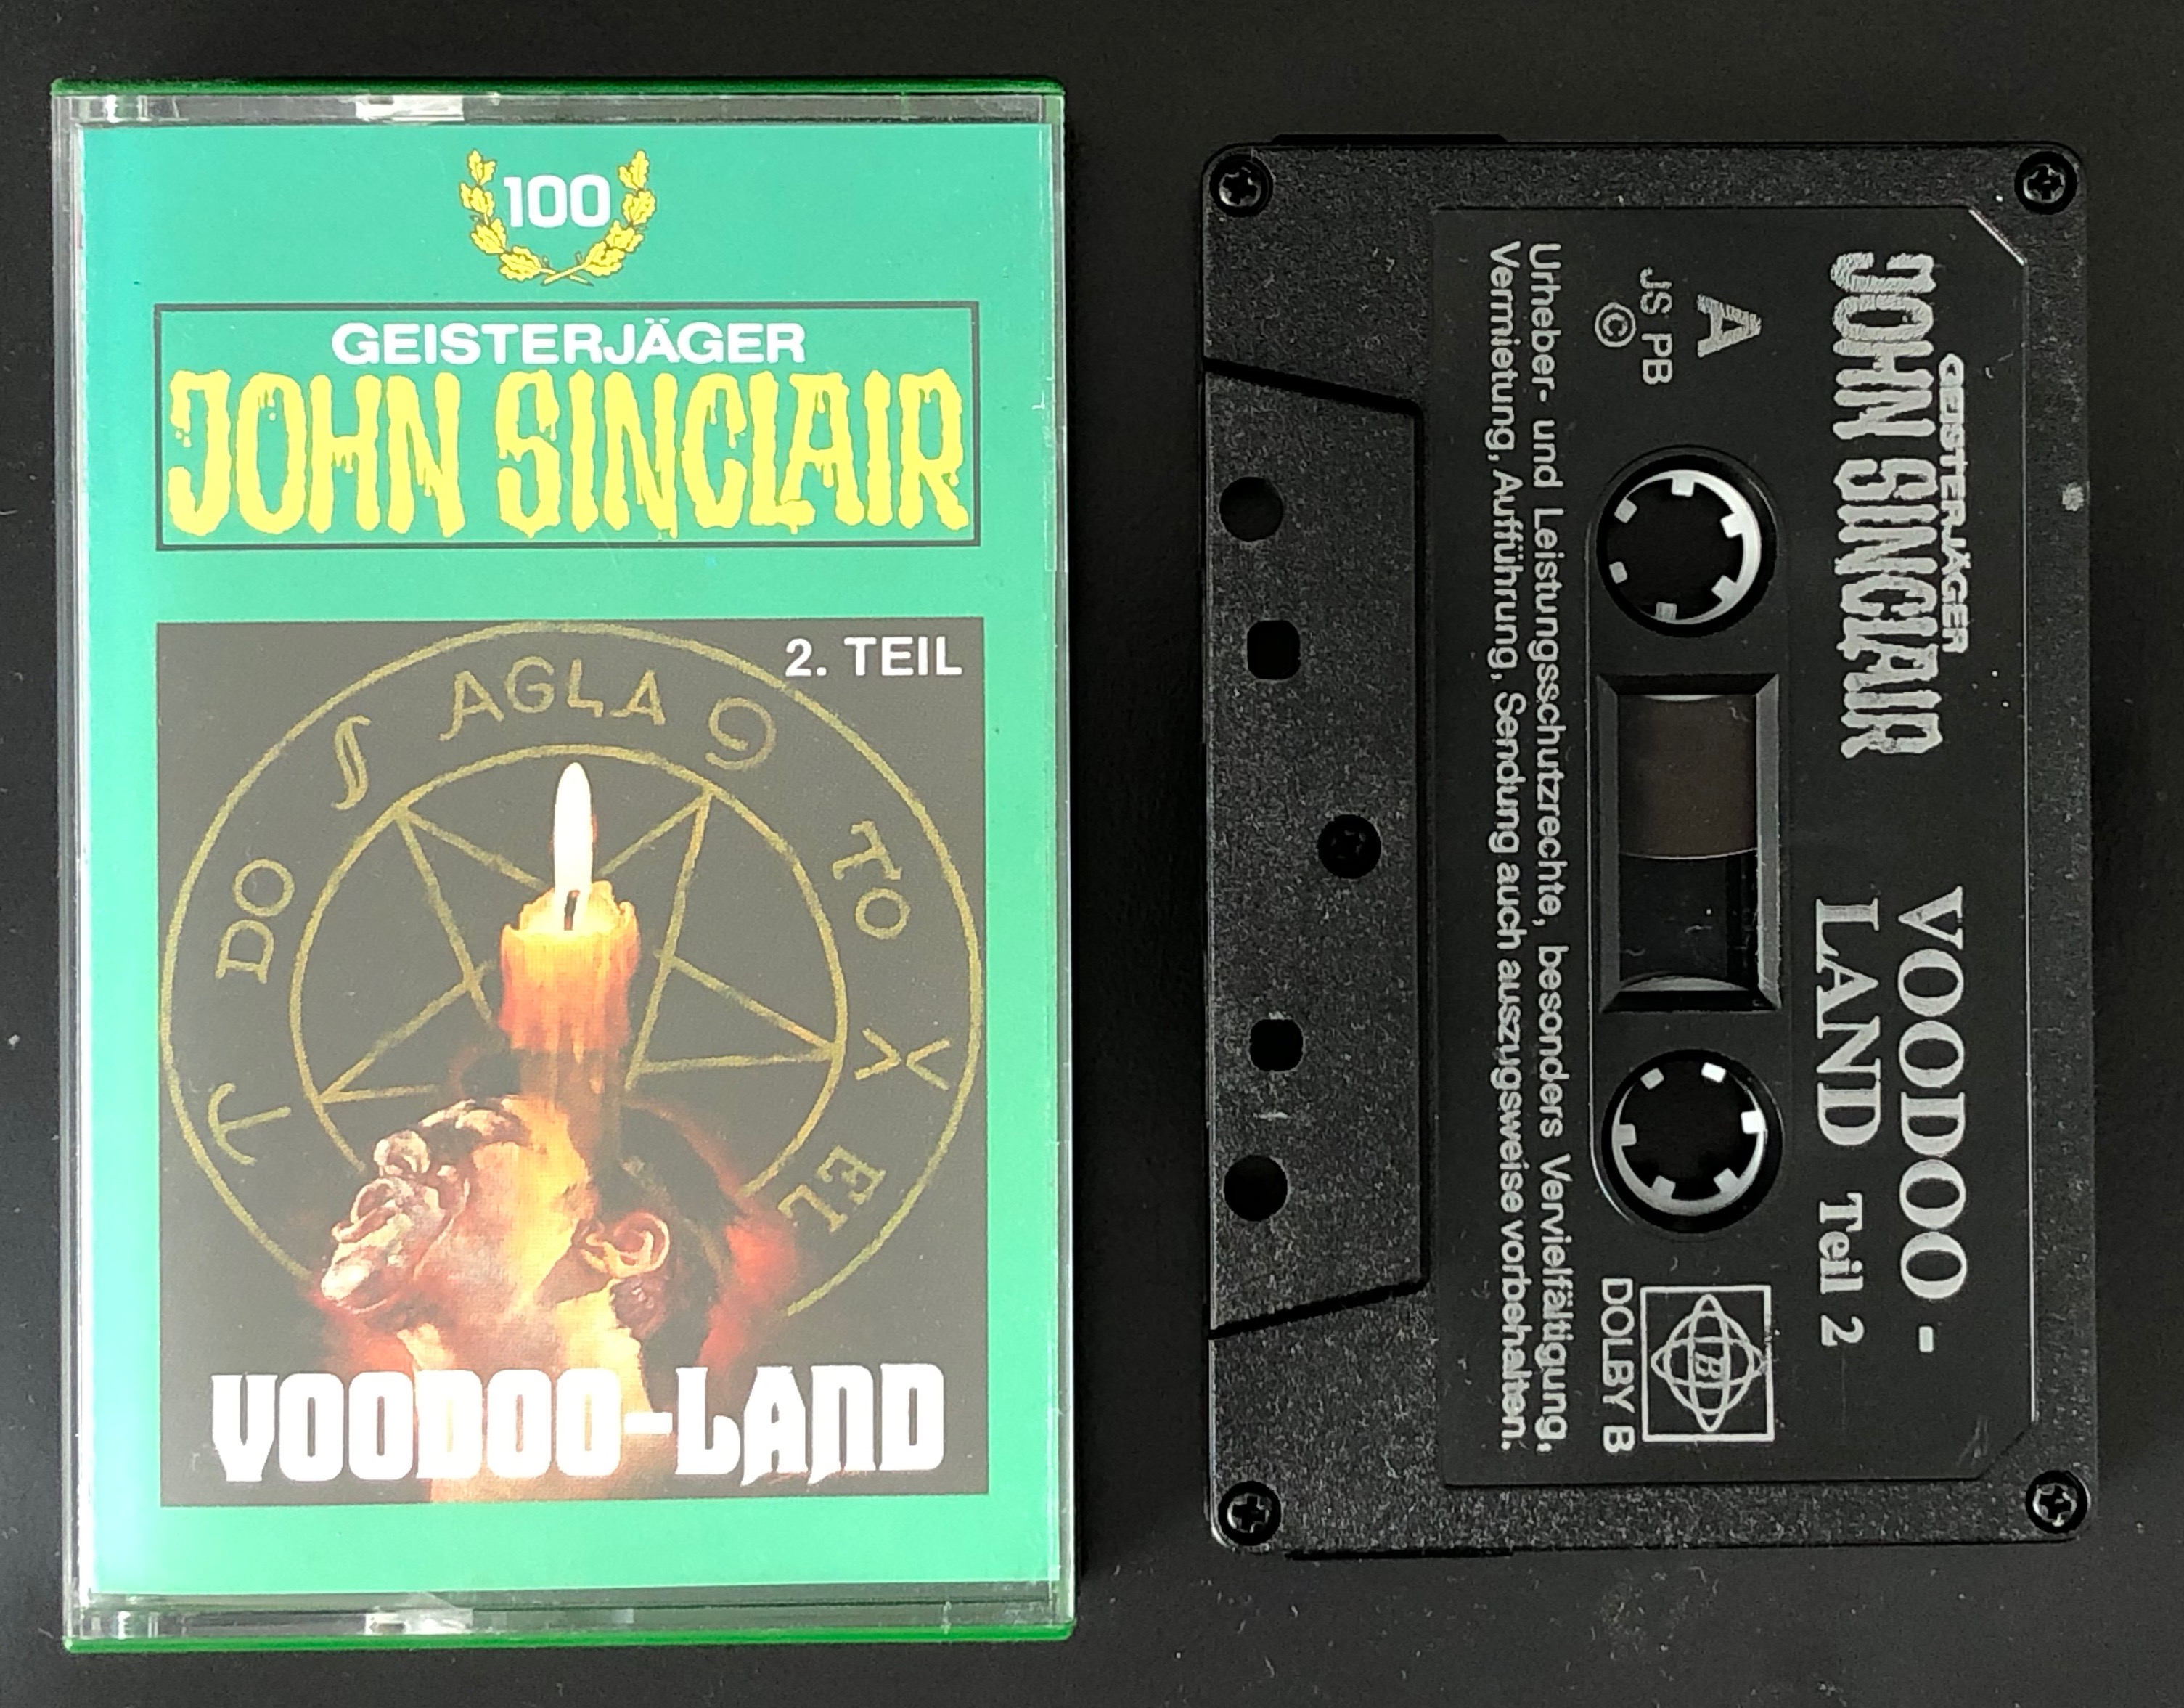 100
GEISTERJÄGER
JOHN SINCLAIR
2. TEIL
AGLA
TO
EL
T
DO
VOODOO-LAND
GEISTERJÄGER
JOHN SINCLAIR
VOODOO -
LAND Teil 2
A
JS PB
©
B
DOLBY B
Urheber- und Leistungsschutzrechte, besonders Vervielfältigung,
Vermietung, Aufführung, Sendung auch auszugsweise vorbehalten.